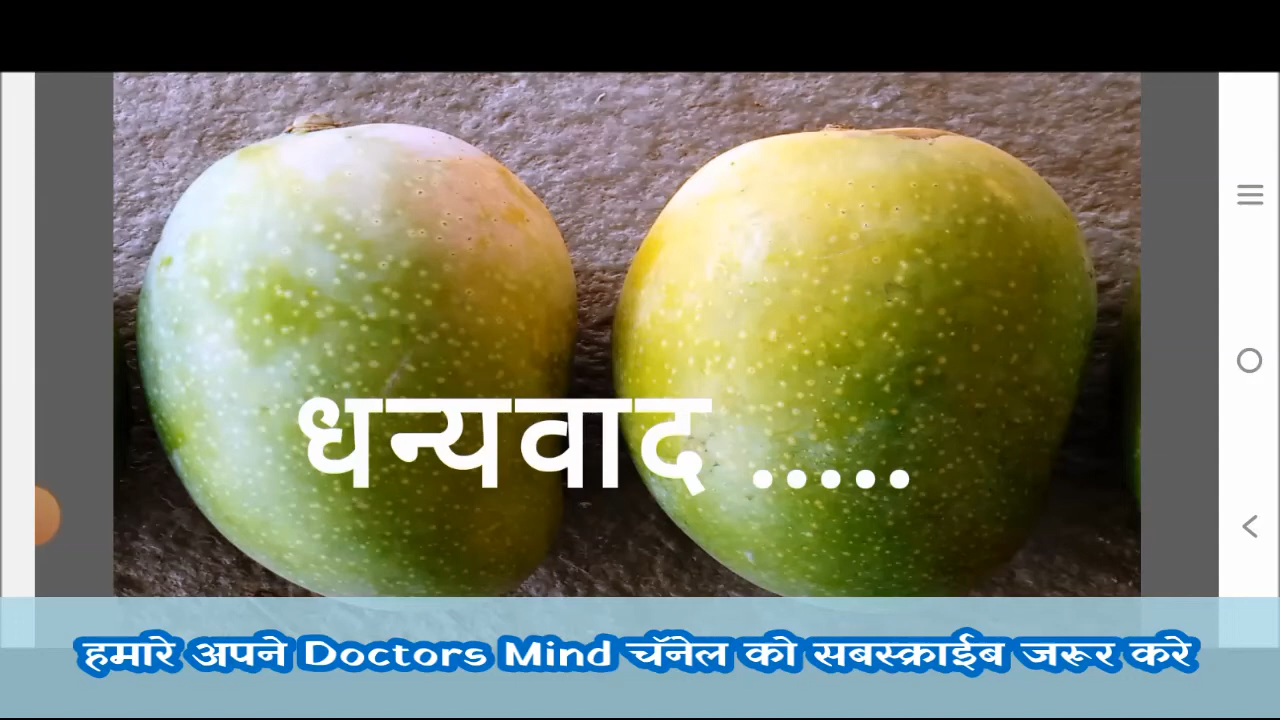 धन्यवाद .....
हमारे अपने Doctors Mind चॅनेल को सबस्क्राईब जरूर करे